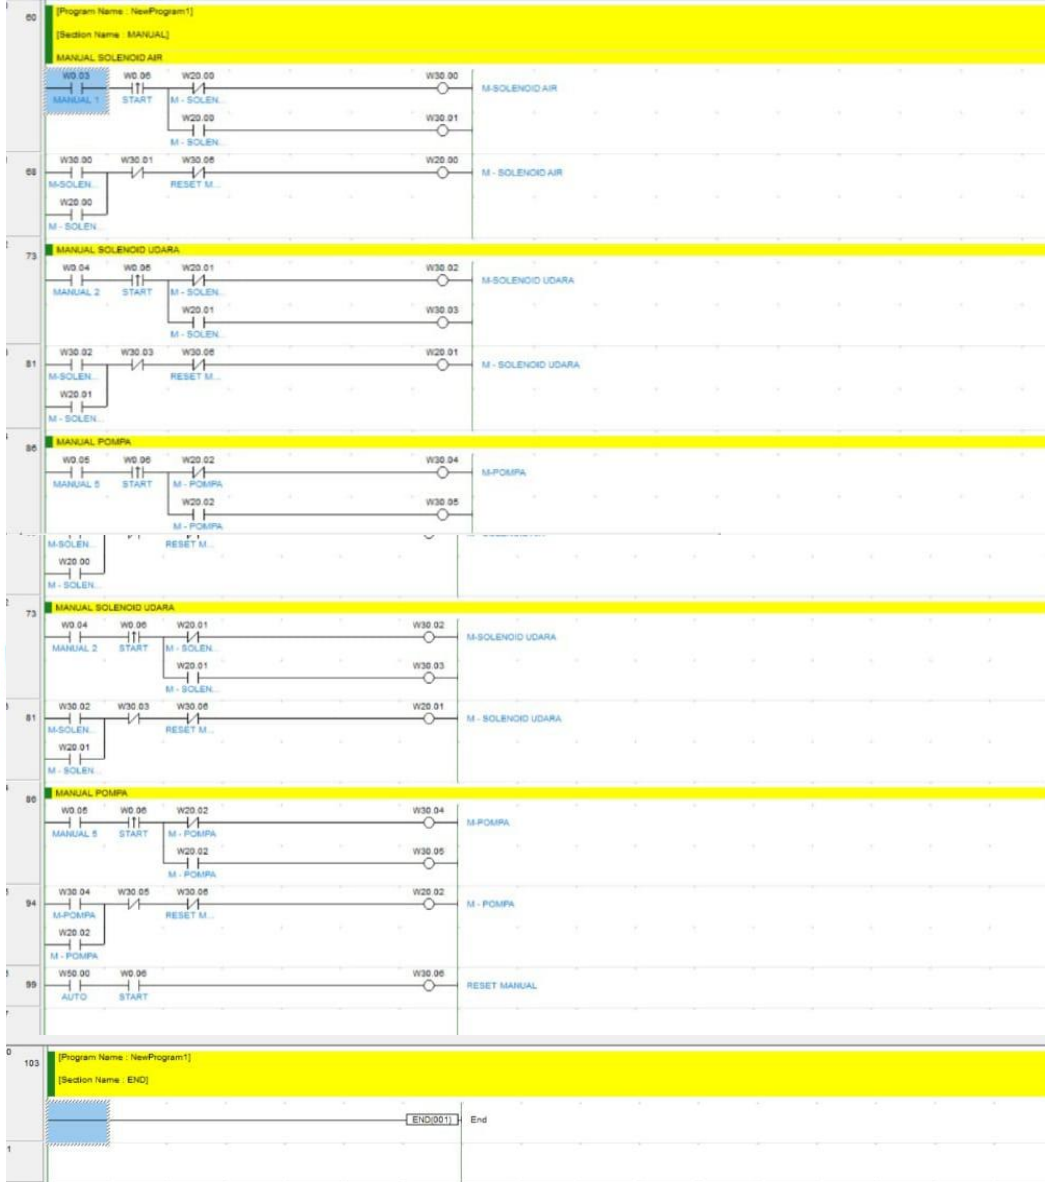 60
[Program Name : NewProgram1]
[Section Name : MANUAL]
MANUAL SOLENOID AIR
W0.03 W0.06 W20.00 W30.00
MANUAL 1 START M - SOLEN... M-SOLENOID AIR
W20.00 W30.01
M - SOLEN...
68
W30.00 W30.01 W30.06 W20.00
M-SOLEN... RESET M... M - SOLENOID AIR
W20.00
M - SOLEN...
73
MANUAL SOLENOID UDARA
W0.04 W0.06 W20.01 W30.02
MANUAL 2 START M - SOLEN... M-SOLENOID UDARA
W20.01 W30.03
M - SOLEN...
81
W30.02 W30.03 W30.06 W20.01
M-SOLEN... RESET M... M - SOLENOID UDARA
W20.01
M - SOLEN...
86
MANUAL POMPA
W0.05 W0.06 W20.02 W30.04
MANUAL 5 START M - POMPA M-POMPA
W20.02 W30.05
M - POMPA
M-SOLEN... RESET M...
W20.00
M - SOLEN...
73
MANUAL SOLENOID UDARA
W0.04 W0.06 W20.01 W30.02
MANUAL 2 START M - SOLEN... M-SOLENOID UDARA
W20.01 W30.03
M - SOLEN...
81
W30.02 W30.03 W30.06 W20.01
M-SOLEN... RESET M... M - SOLENOID UDARA
W20.01
M - SOLEN...
86
MANUAL POMPA
W0.05 W0.06 W20.02 W30.04
MANUAL 5 START M - POMPA M-POMPA
W20.02 W30.05
M - POMPA
94
W30.04 W30.05 W30.06 W20.02
M-POMPA RESET M... M - POMPA
W20.02
M - POMPA
99
W50.00 W0.06 W30.06
AUTO START RESET MANUAL
103
[Program Name : NewProgram1]
[Section Name : END]
END(001) End